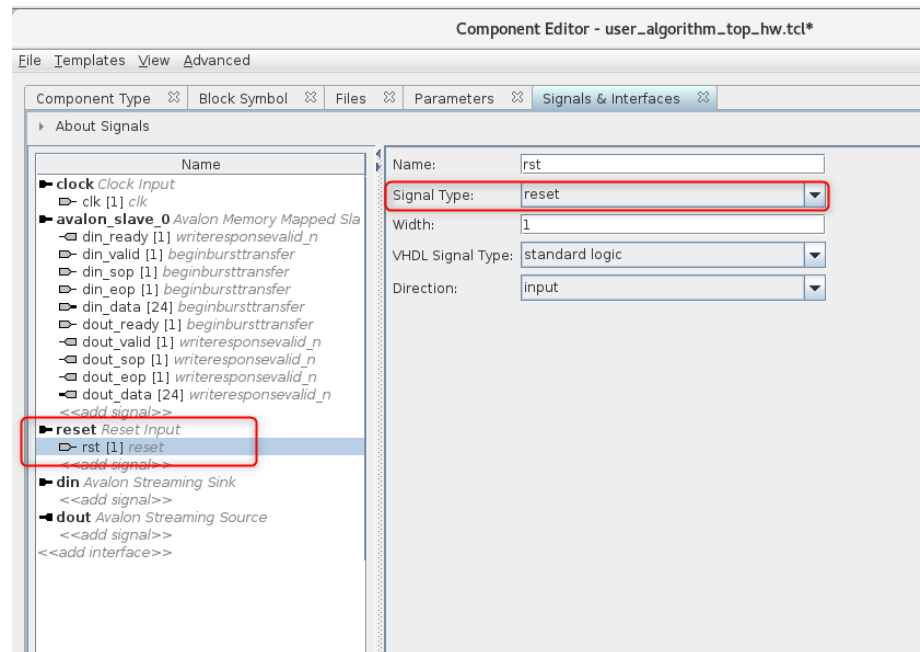 Component Editor - user_algorithm_top_hw.tcl*
File Templates View Advanced
Component Type Block Symbol Files Parameters Signals & Interfaces
About Signals
Name
clock Clock Input
clk [1] clk
avalon_slave_0 Avalon Memory Mapped Sla
din_ready [1] writeresponsevalid_n
din_valid [1] beginbursttransfer
din_sop [1] beginbursttransfer
din_eop [1] beginbursttransfer
din_data [24] beginbursttransfer
dout_ready [1] beginbursttransfer
dout_valid [1] writeresponsevalid_n
dout_sop [1] writeresponsevalid_n
dout_eop [1] writeresponsevalid_n
dout_data [24] writeresponsevalid_n
<<add signal>>
reset Reset Input
rst [1] reset
<<add signal>>
din Avalon Streaming Sink
<<add signal>>
dout Avalon Streaming Source
<<add signal>>
<<add interface>>
Name: rst
Signal Type: reset
Width: 1
VHDL Signal Type: standard logic
Direction: input